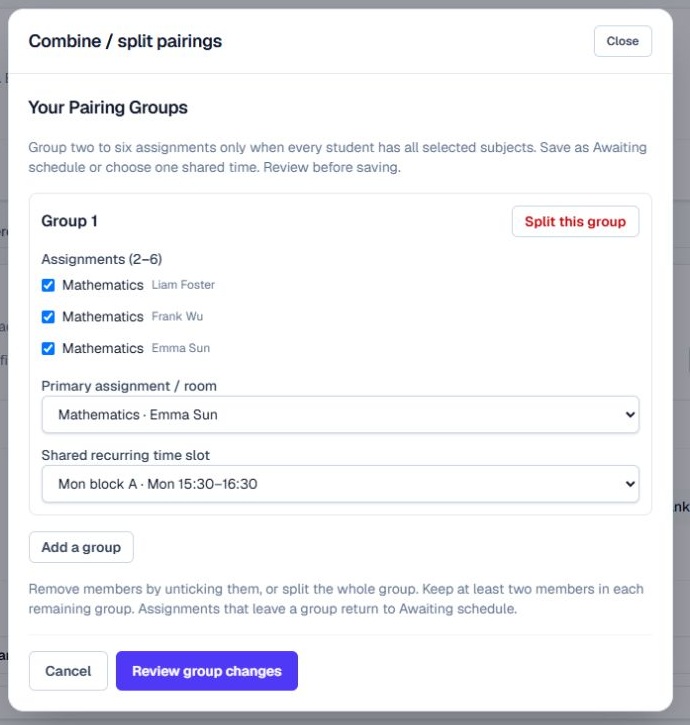 Combine / split pairings
Close
Your Pairing Groups
Group two to six assignments only when every student has all selected subjects. Save as Awaiting
schedule or choose one shared time. Review before saving.
Group 1
Split this group
Assignments (2–6)
Mathematics Liam Foster
Mathematics Frank Wu
Mathematics Emma Sun
Primary assignment / room
Mathematics · Emma Sun
Shared recurring time slot
Mon block A · Mon 15:30–16:30
Add a group
Remove members by unticking them, or split the whole group. Keep at least two members in each
remaining group. Assignments that leave a group return to Awaiting schedule.
Cancel
Review group changes